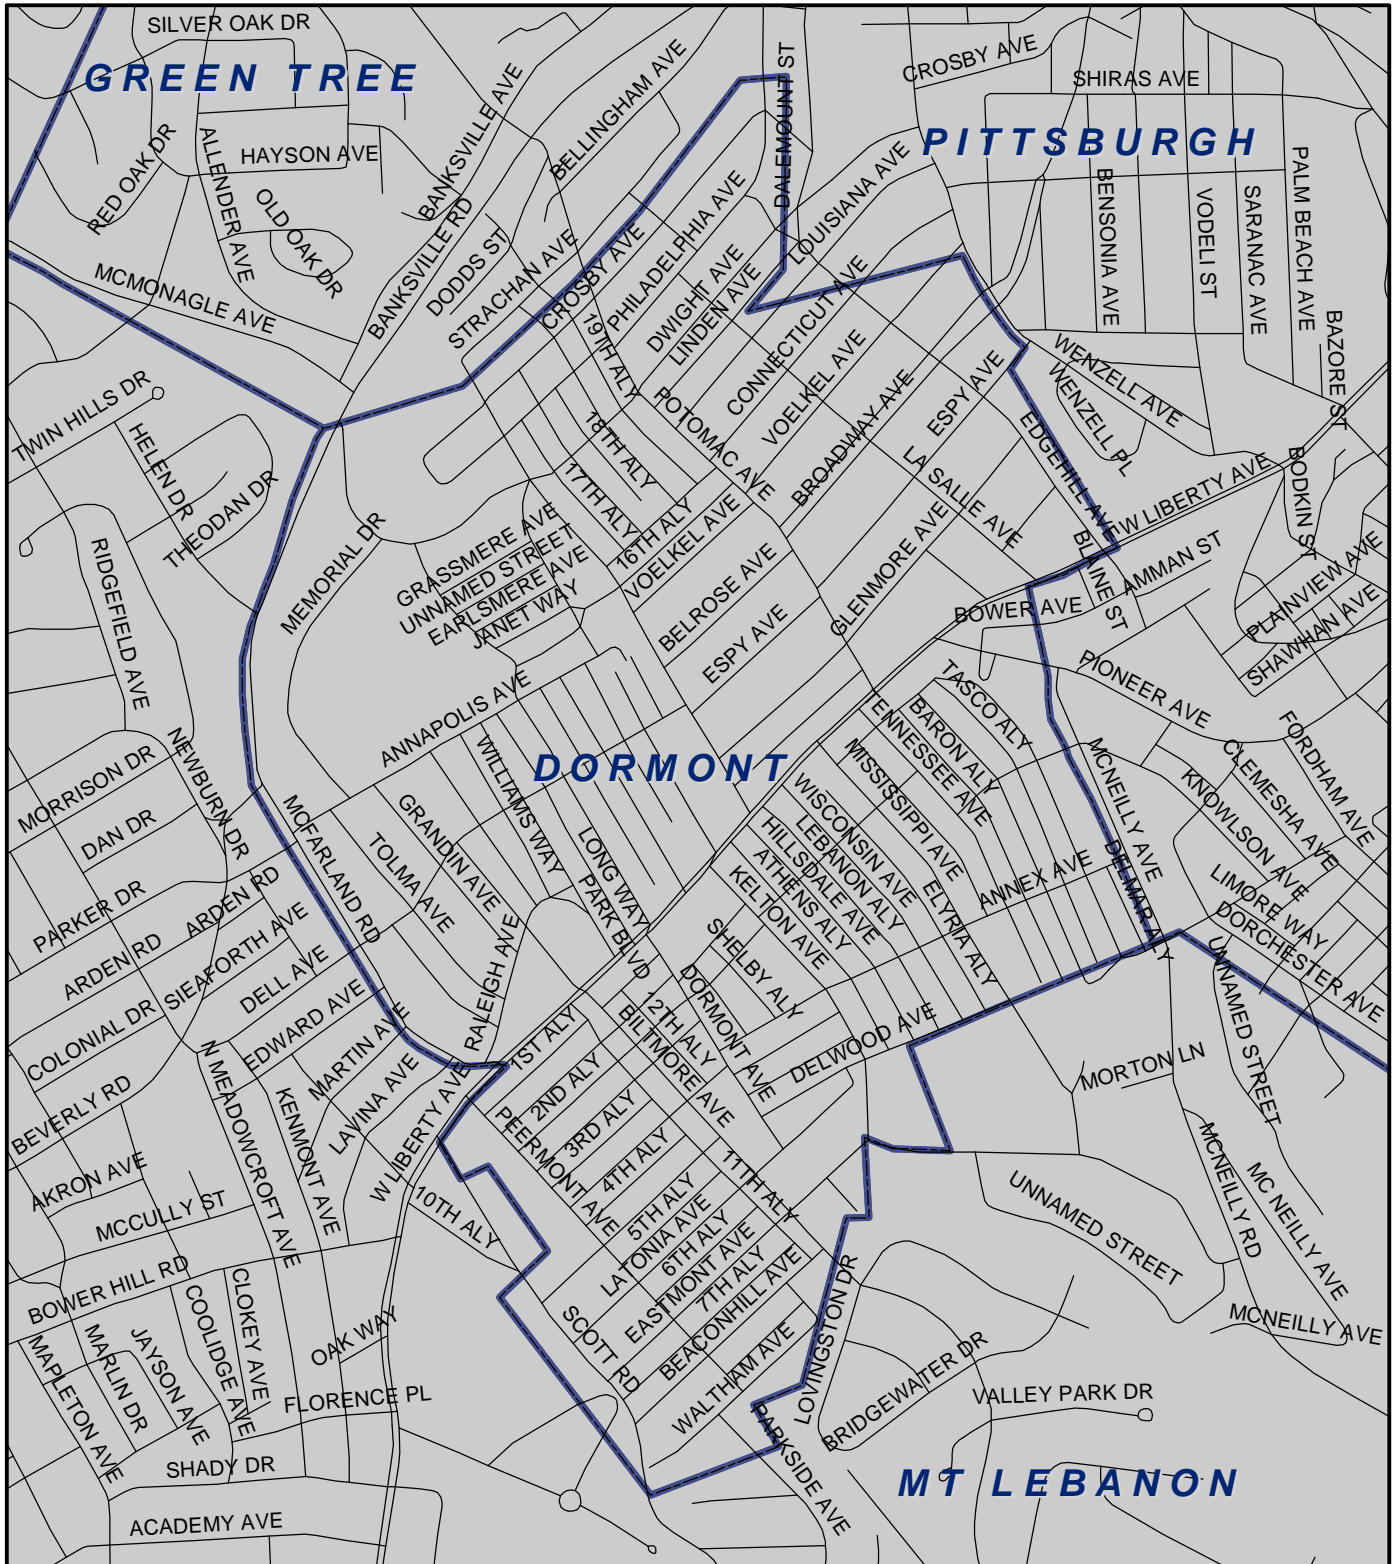 SILVER OAK DR
GREEN TREE
CROSBY AVE
SHIRAS AVE
BANKSVILLE AVE
BELLINGHAM AVE
DALEMOUNT ST
PITTSBURGH
RED OAK DR
ALLENDER AVE
HAYSON AVE
OLD OAK DR
LOUISIANA AVE
BENSONIA AVE
VODELI ST
SARANAC AVE
PALM BEACH AVE
BAZORE ST
MCMONAGLE AVE
BANKSVILLE RD
DODDS ST
STRACHAN AVE
CROSBY AVE
PHILADELPHIA AVE
DWIGHT AVE
LINDEN AVE
CONNECTICUT AVE
VOELKEL AVE
19TH ALY
POTOMAC AVE
BROADWAY AVE
ESPY AVE
WENZELL AVE
WENZELL PL
EDGEHILL AVE
TWIN HILLS DR
HELEN DR
THEODAN DR
18TH ALY
17TH ALY
16TH ALY
VOELKEL AVE
LA SALLE AVE
W LIBERTY AVE
BODKIN ST
RIDGEFIELD AVE
MEMORIAL DR
GRASSMERE AVE
UNNAMED STREET
EARLSMERE AVE
JANET WAY
BELROSE AVE
ESPY AVE
GLENMORE AVE
BLAINE ST
AMMAN ST
BOWER AVE
PLAINVIEW AVE
SHAWHAN AVE
PIONEER AVE
ANNAPOLIS AVE
TASCO ALY
BARON ALY
TENNESSEE AVE
MISSISSIPPI AVE
DORMONT
WILLIAMS WAY
NEWBURN DR
MORRISON DR
DAN DR
PARKER DR
MCFARLAND RD
GRANDIN AVE
TOLMA AVE
LONG WAY
PARK BLVD
WISCONSIN AVE
LEBANON ALY
HILLSDALE AVE
ATHENS ALY
KELTON AVE
ELYRIA ALY
ANNEX AVE
MCNEILLY AVE
DELMAR ALY
KNOWLSON AVE
CLEMESHA AVE
FORDHAM AVE
LIMORE WAY
DORCHESTER AVE
UNNAMED STREET
ARDEN RD
ARDEN RD
SIEAFORTH AVE
DELL AVE
COLONIAL DR
EDWARD AVE
MARTIN AVE
LAVINA AVE
BEVERLY RD
RALEIGH AVE
SHELBY ALY
DORMONT AVE
12TH ALY
BILTMORE AVE
DELWOOD AVE
1ST ALY
2ND ALY
3RD ALY
4TH ALY
PEERMONT AVE
MORTON LN
N MEADOWCROFT AVE
KENMONT AVE
W LIBERTY AVE
AKRON AVE
MCCULLY ST
10TH ALY
5TH ALY
LATONIA AVE
6TH ALY
EASTMONT AVE
7TH ALY
BEACONHILL AVE
WALTHAM AVE
11TH ALY
MCNEILLY RD
MC NEILLY AVE
UNNAMED STREET
BOWER HILL RD
CLOKEY AVE
COOLIDGE AVE
OAK WAY
SCOTT RD
LOVINGSTON DR
MCNEILLY AVE
MAPLETON AVE
MARLIN DR
JAYSON AVE
FLORENCE PL
BRIDGEWATER DR
VALLEY PARK DR
PARKSIDE AVE
SHADY DR
MT LEBANON
ACADEMY AVE